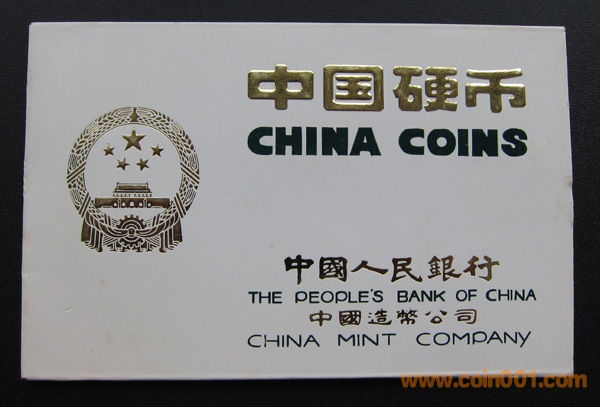 中国硬币
CHINA COINS
中國人民銀行
THE PEOPLE'S BANK OF CHINA
中國造幣公司
CHINA MINT COMPANY
www.coin001.com